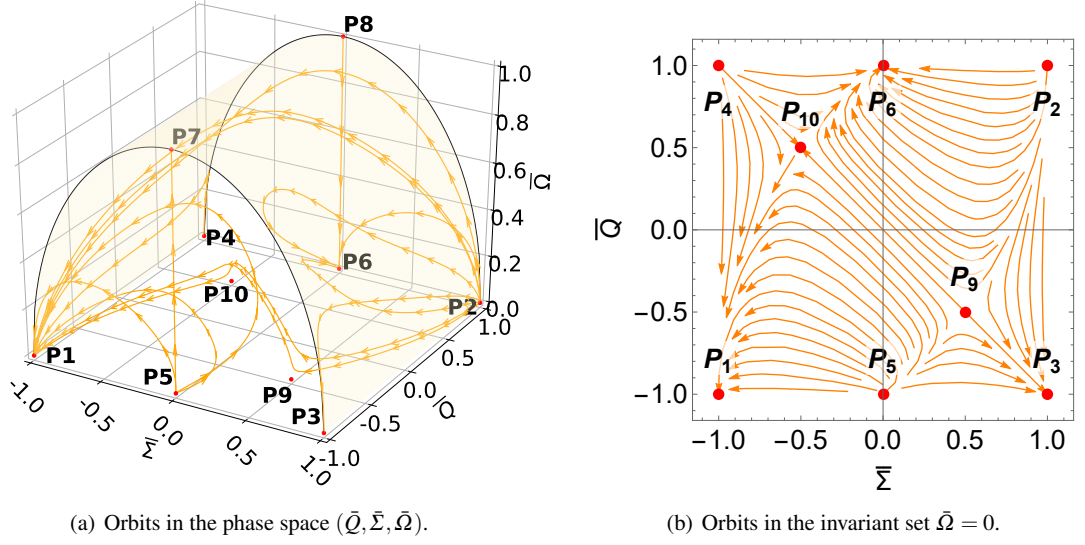 P8
1.0
0.8
0.6
0.4
0.2
0.0
Ω̄
P7
P4
P6
P10
P2
P1
P5
P9
P3
-1.0
-0.5
0.0
0.5
1.0
Σ̄
-1.0
-0.5
0.0
0.5
1.0
Q̄
(a) Orbits in the phase space (Q̄, Σ̄, Ω̄).
1.0
0.5
0.0
−0.5
−1.0
Q̄
P₄
P₁₀
P₆
P₂
P₉
P₁
P₅
P₃
−1.0 −0.5 0.0 0.5 1.0
Σ̄
(b) Orbits in the invariant set Ω̄ = 0.